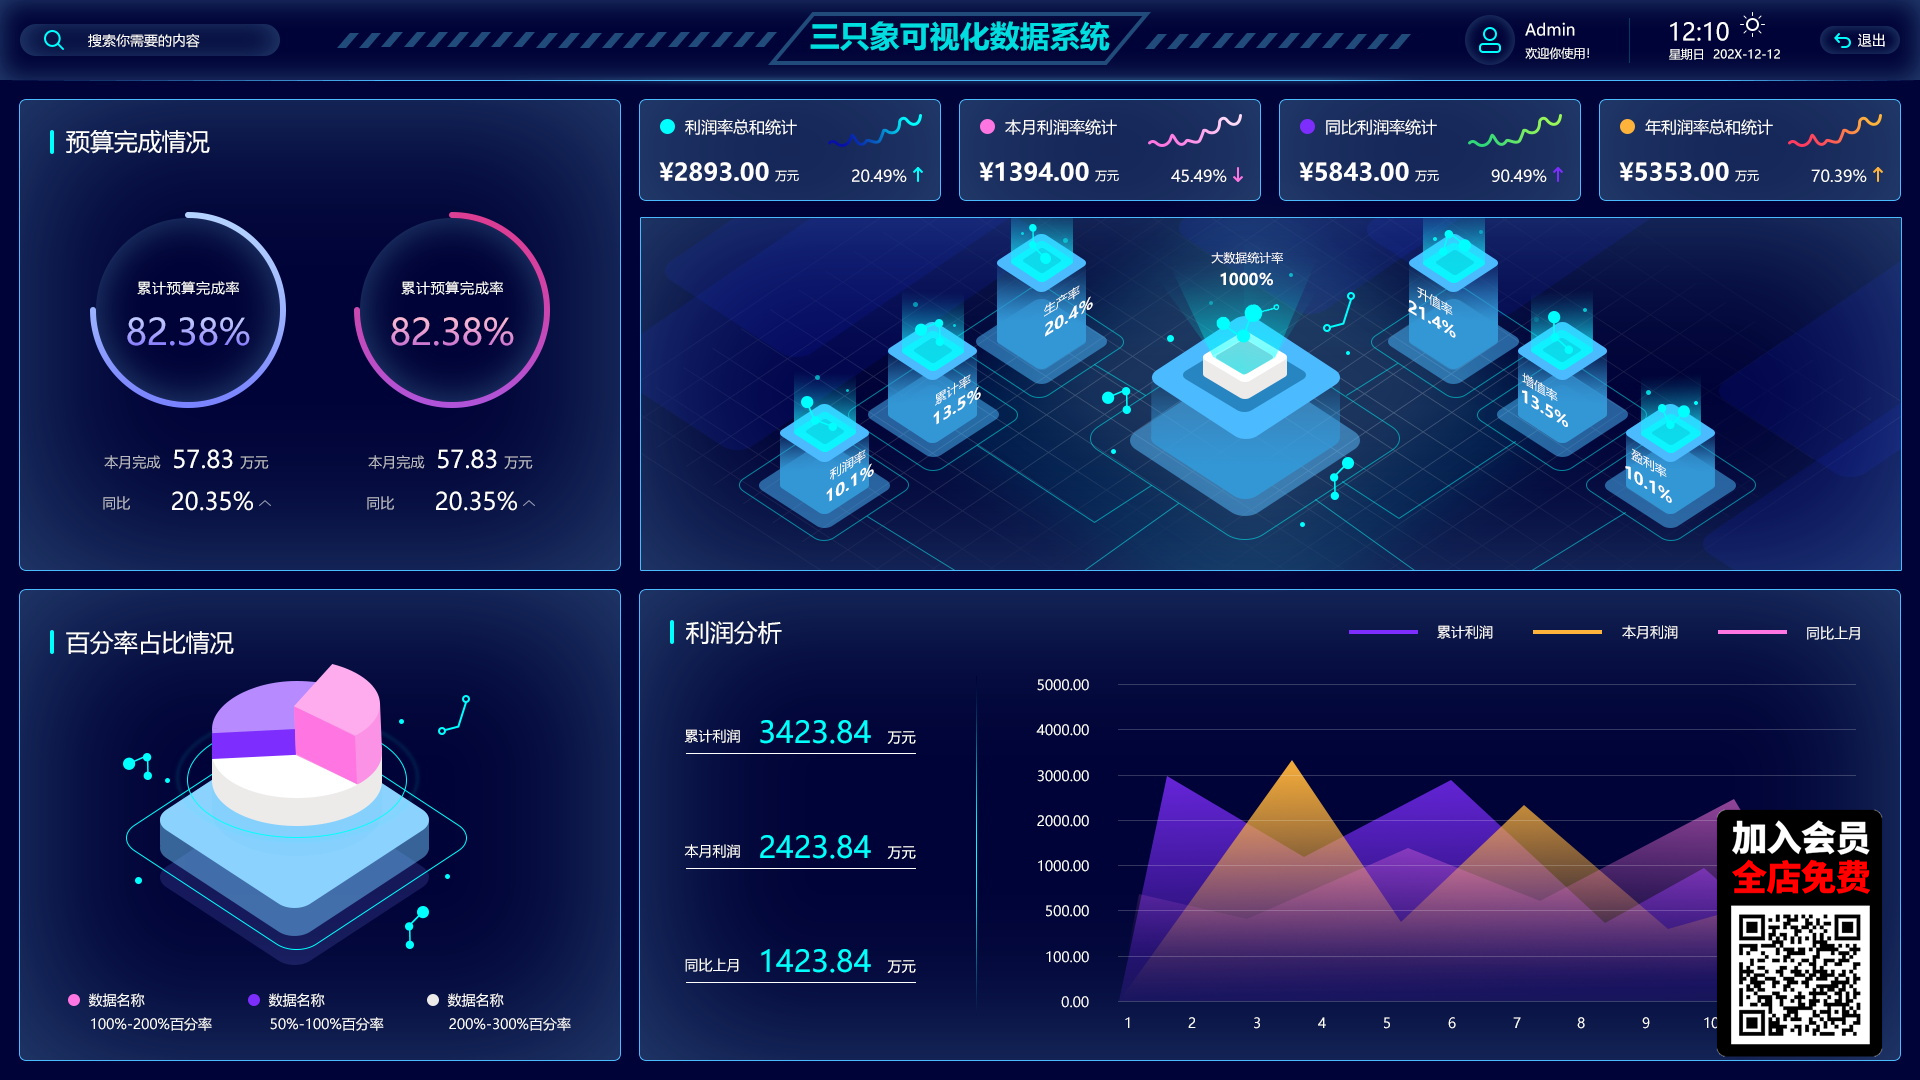 搜索你需要的内容
三只象可视化数据系统
Admin
欢迎你使用!
12:10
星期日 202X-12-12
退出
预算完成情况
累计预算完成率
82.38%
累计预算完成率
82.38%
本月完成 57.83 万元
同比 20.35%
本月完成 57.83 万元
同比 20.35%
利润率总和统计
¥2893.00 万元 20.49%
本月利润率统计
¥1394.00 万元 45.49%
同比利润率统计
¥5843.00 万元 90.49%
年利润率总和统计
¥5353.00 万元 70.39%
大数据统计率
1000%
生产率
20.4%
累计率
13.5%
利润率
10.1%
升值率
21.4%
增值率
13.5%
盈利率
10.1%
百分率占比情况
数据名称
100%-200%百分率
数据名称
50%-100%百分率
数据名称
200%-300%百分率
利润分析
累计利润 本月利润 同比上月
累计利润 3423.84 万元
本月利润 2423.84 万元
同比上月 1423.84 万元
5000.00
4000.00
3000.00
2000.00
1000.00
500.00
100.00
0.00
1 2 3 4 5 6 7 8 9 10
加入会员
全店免费